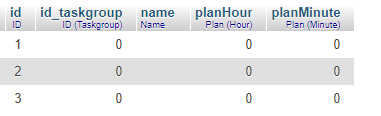 id id_taskgroup name planHour planMinute
ID ID (Taskgroup) Name Plan (Hour) Plan (Minute)
1 0 0 0
2 0 0 0
3 0 0 0